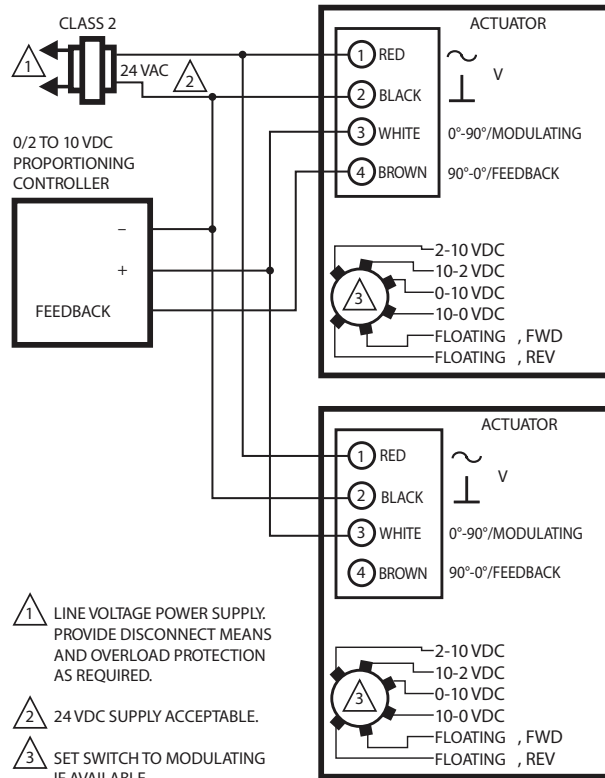 CLASS 2
1
24 VAC
2
0/2 TO 10 VDC
PROPORTIONING
CONTROLLER
–
+
FEEDBACK
ACTUATOR
1 RED
V
2 BLACK
3 WHITE 0°-90°/MODULATING
4 BROWN 90°-0°/FEEDBACK
2-10 VDC
10-2 VDC
0-10 VDC
10-0 VDC
FLOATING , FWD
FLOATING , REV
3
ACTUATOR
1 RED
V
2 BLACK
3 WHITE 0°-90°/MODULATING
4 BROWN 90°-0°/FEEDBACK
2-10 VDC
10-2 VDC
0-10 VDC
10-0 VDC
FLOATING , FWD
FLOATING , REV
3
1 LINE VOLTAGE POWER SUPPLY.
PROVIDE DISCONNECT MEANS
AND OVERLOAD PROTECTION
AS REQUIRED.
2 24 VDC SUPPLY ACCEPTABLE.
3 SET SWITCH TO MODULATING
IF AVAILABLE